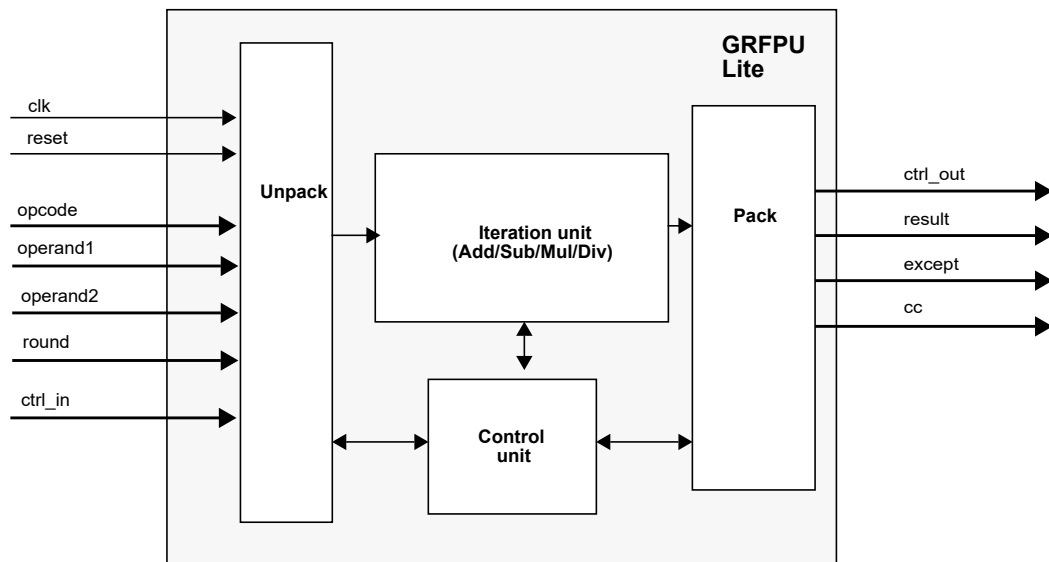 GRFPU
Lite
clk
reset
opcode
operand1
operand2
round
ctrl_in
Unpack
Iteration unit
(Add/Sub/Mul/Div)
Control
unit
Pack
ctrl_out
result
except
cc